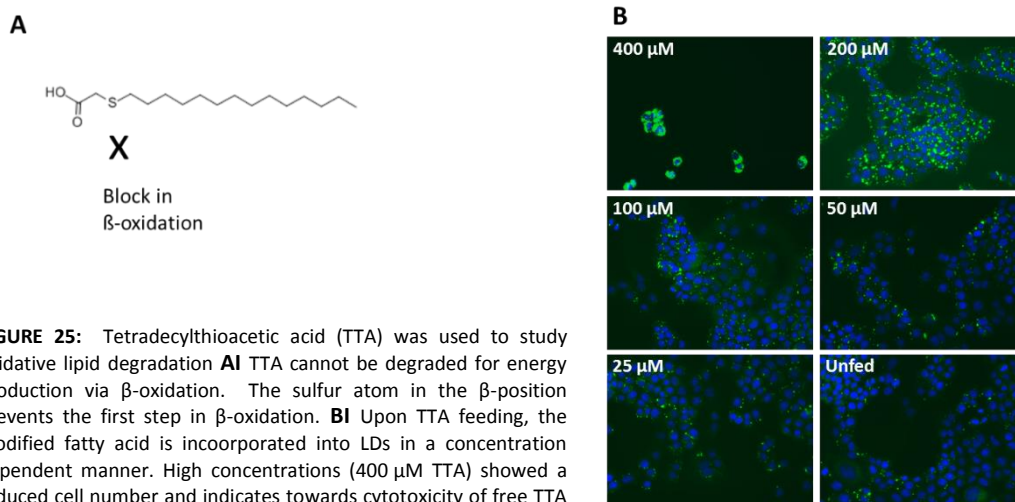 A
HO
S
O
X
Block in
ß-oxidation
B
400 µM
200 µM
100 µM
50 µM
25 µM
Unfed
GURE 25: Tetradecylthioacetic acid (TTA) was used to study
idative lipid degradation AI TTA cannot be degraded for energy
oduction via β-oxidation. The sulfur atom in the β-position
events the first step in β-oxidation. BI Upon TTA feeding, the
odified fatty acid is incoorporated into LDs in a concentration
pendent manner. High concentrations (400 µM TTA) showed a
duced cell number and indicates towards cytotoxicity of free TTA